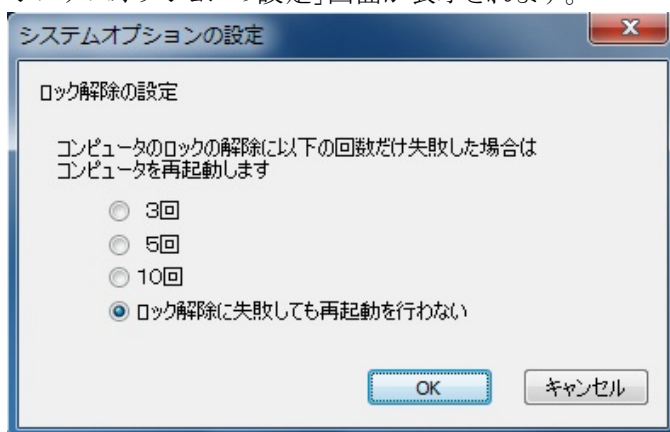 システムオプションの設定
ロック解除の設定
コンピュータのロックの解除に以下の回数だけ失敗した場合は
コンピュータを再起動します
3回
5回
10回
ロック解除に失敗しても再起動を行わない
OK
キャンセル